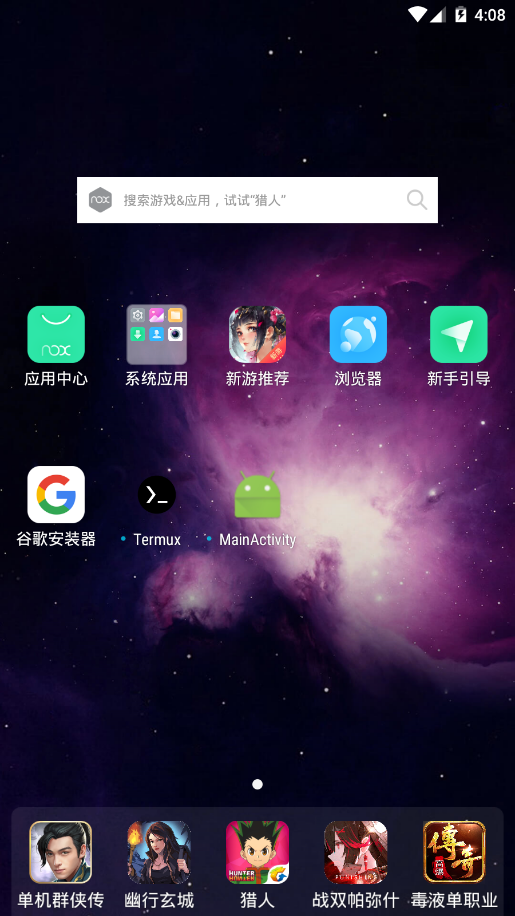 4:08
nox 搜索游戏&应用，试试“猎人”
nox
应用中心 系统应用 新游推荐 浏览器 新手引导
G
谷歌安装器 Termux MainActivity
HUNTER
單機 傳奇
单机群侠传 幽行玄城 猎人 战双帕弥什 毒液单职业